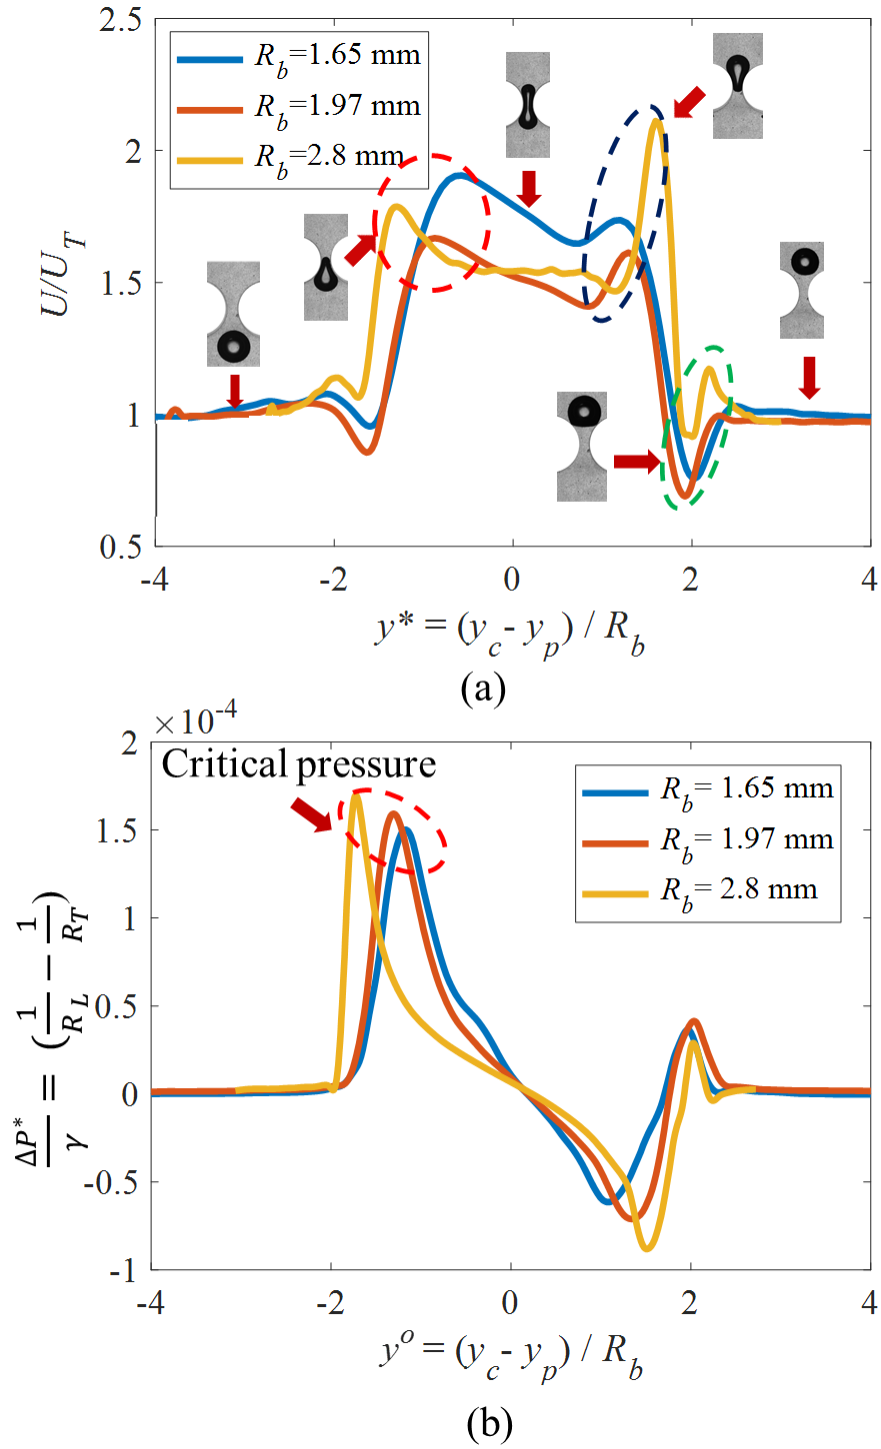 2.5
R_b=1.65 mm
R_b=1.97 mm
R_b=2.8 mm
2
U/U_T
1.5
1
0.5
-4 -2 0 2 4
y* = (y_c- y_p) / R_b
(a)
×10^-4
2
Critical pressure
R_b= 1.65 mm
R_b= 1.97 mm
R_b= 2.8 mm
1.5
1
ΔP*/γ = (1/R_L − 1/R_T)
0.5
0
-0.5
-1
-4 -2 0 2 4
y^o = (y_c- y_p) / R_b
(b)